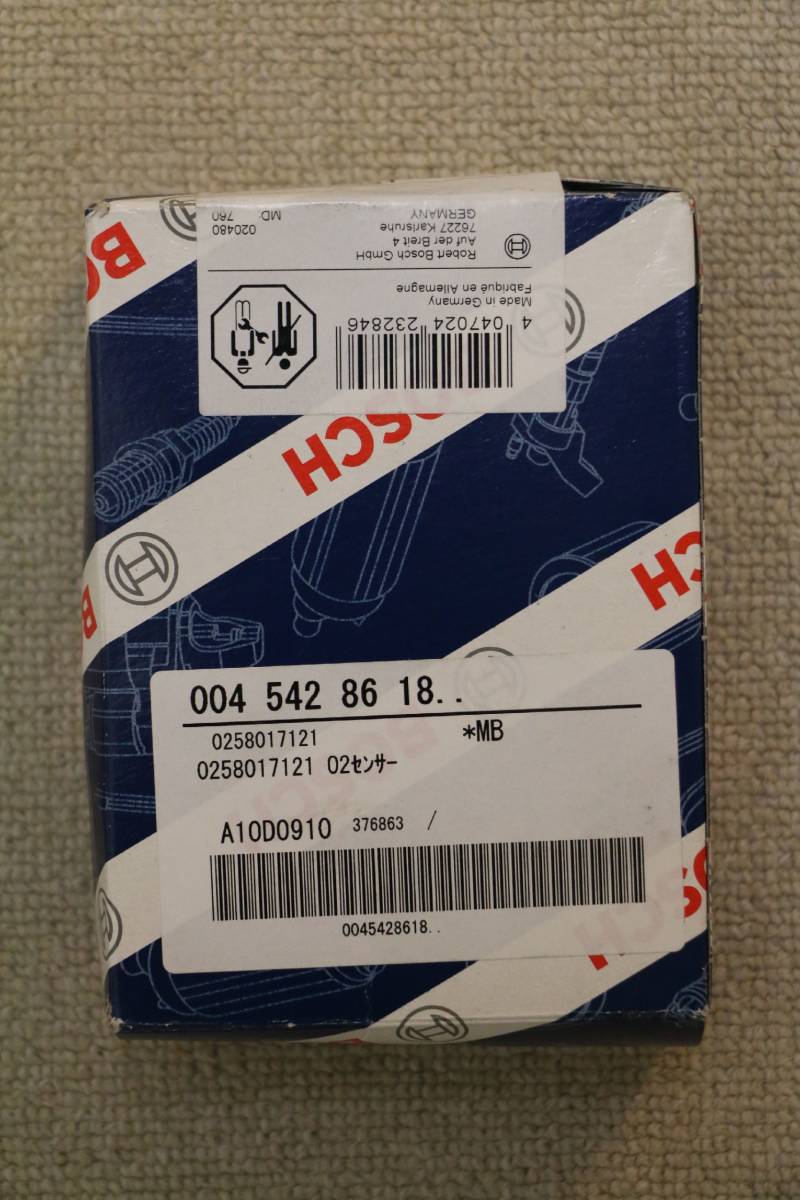 BO
4 047024 232846
Made in Germany
Fabriqué en Allemagne
Robert Bosch GmbH
Auf der Breit 4
76227 Karlsruhe
GERMANY
020480
MD: 760
BOSCH
B
H
004 542 86 18..
0258017121 *MB
0258017121 O2ｾﾝｻｰ
A10D0910 376863 /
0045428618..
BOSCH